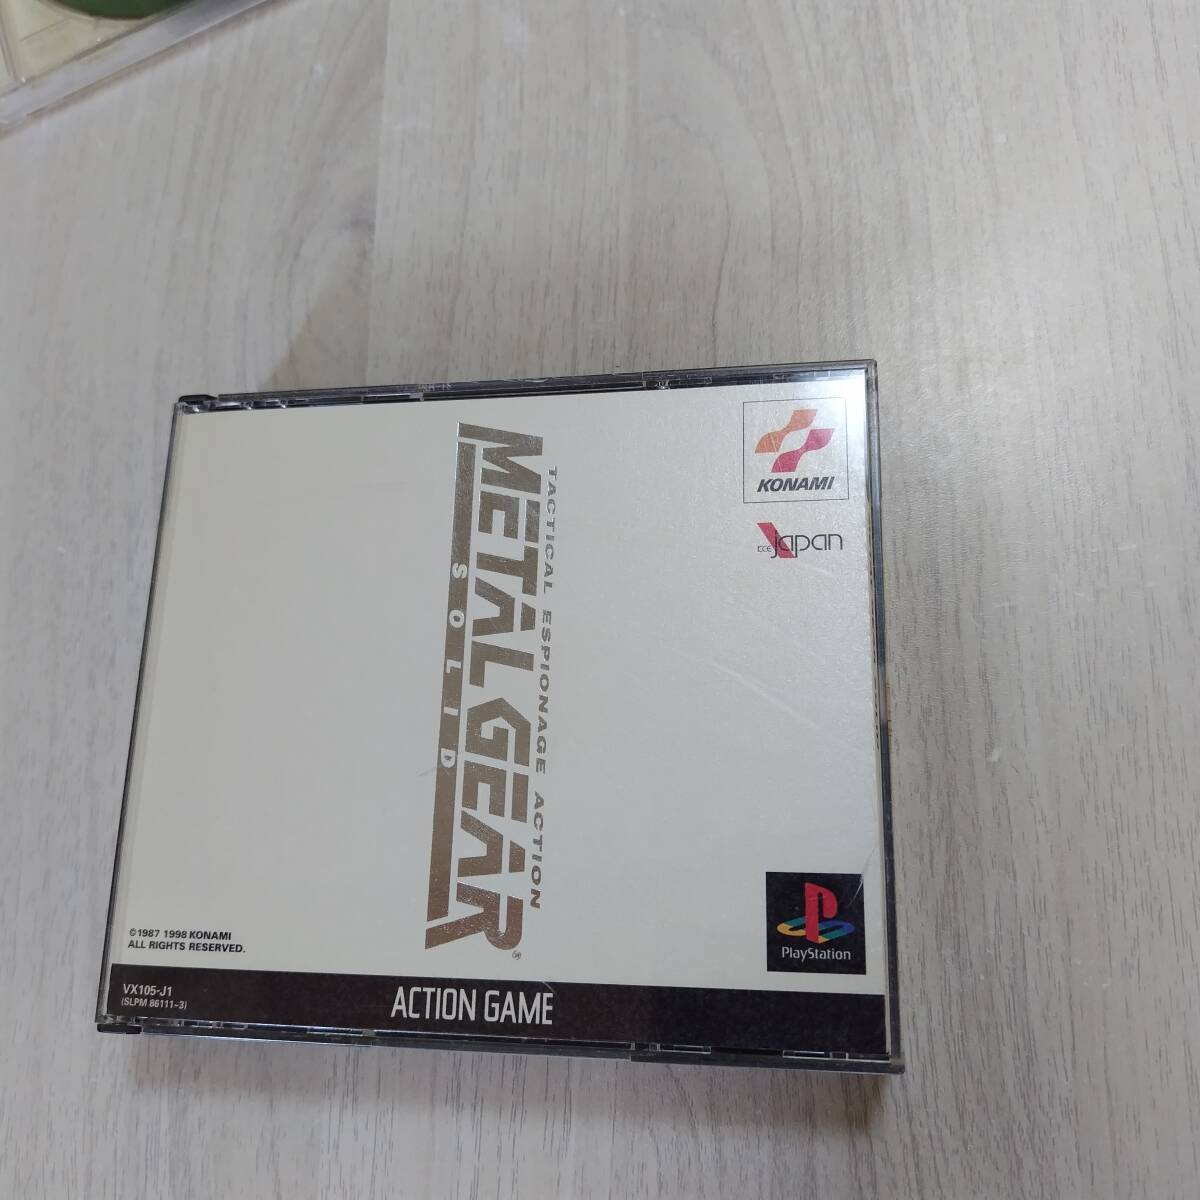 KONAMI
KCE Japan
TACTICAL ESPIONAGE ACTION
METAL GEAR
SOLID
®
©1987 1998 KONAMI
ALL RIGHTS RESERVED.
PlayStation
VX105-J1
(SLPM 86111~3)
ACTION GAME